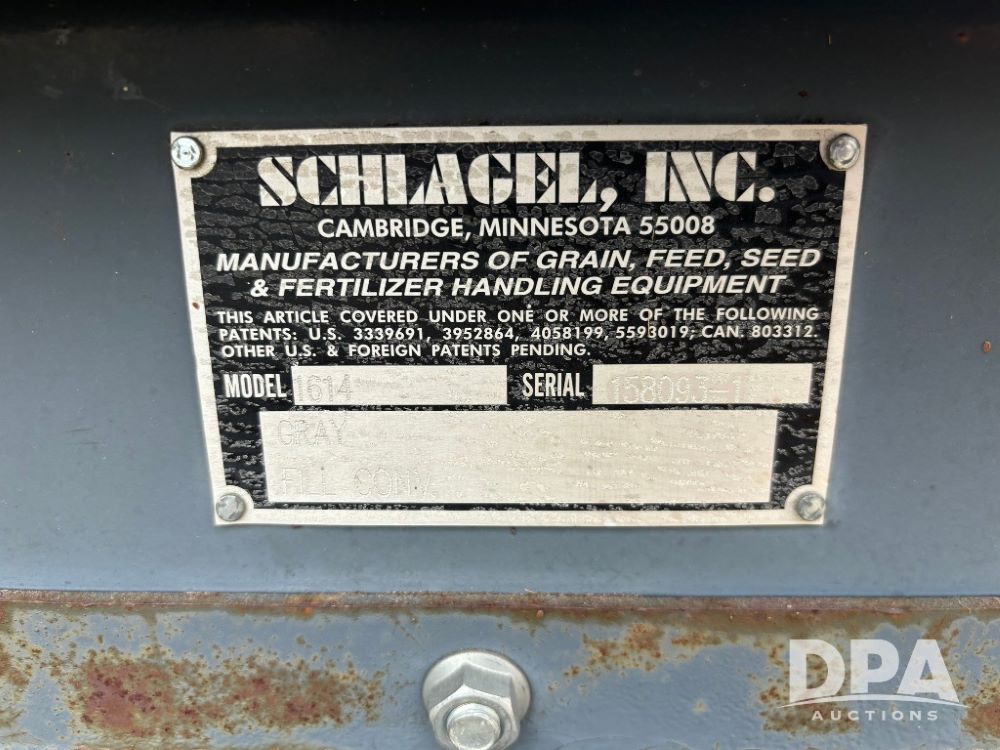 SCHLAGEL, INC.
CAMBRIDGE, MINNESOTA 55008
MANUFACTURERS OF GRAIN, FEED, SEED
& FERTILIZER HANDLING EQUIPMENT
THIS ARTICLE COVERED UNDER ONE OR MORE OF THE FOLLOWING
PATENTS: U.S. 3339691, 3952864, 4058199, 5593019; CAN. 803312.
OTHER U.S. & FOREIGN PATENTS PENDING.
MODEL 1614 SERIAL 158093-1
GRAY
CONV
DPA
AUCTIONS